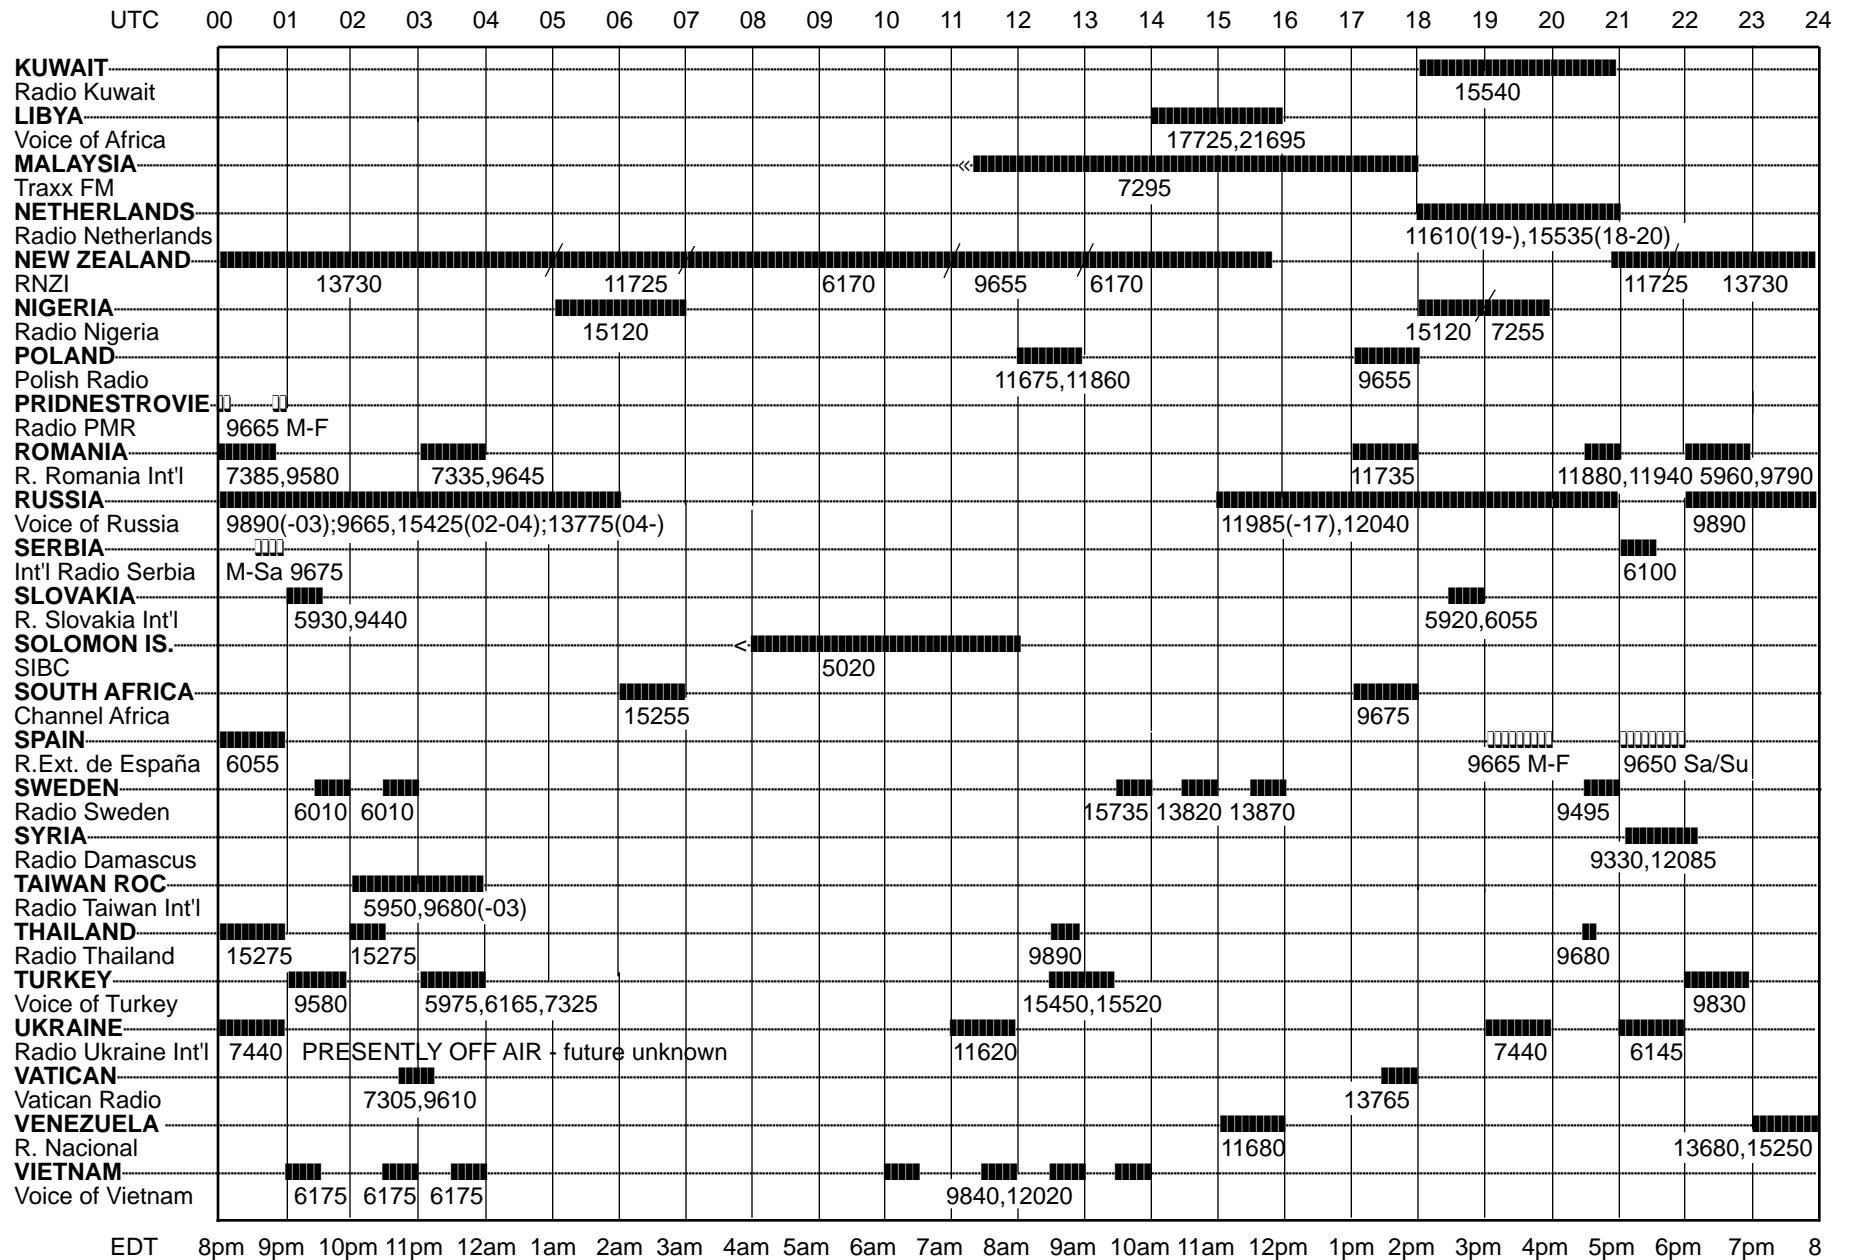 UTC 00 01 02 03 04 05 06 07 08 09 10 11 12 13 14 15 16 17 18 19 20 21 22 23 24
KUWAIT
Radio Kuwait 15540
LIBYA
Voice of Africa 17725,21695
MALAYSIA «
Traxx FM 7295
NETHERLANDS
Radio Netherlands 11610(19-),15535(18-20)
NEW ZEALAND / / / / /
RNZI 13730 11725 6170 9655 6170 11725 13730
NIGERIA /
Radio Nigeria 15120 15120 7255
POLAND
Polish Radio 11675,11860 9655
PRIDNESTROVIE
Radio PMR 9665 M-F
ROMANIA
R. Romania Int'l 7385,9580 7335,9645 11735 11880,11940 5960,9790
RUSSIA
Voice of Russia 9890(-03);9665,15425(02-04);13775(04-) 11985(-17),12040 9890
SERBIA
Int'l Radio Serbia M-Sa 9675 6100
SLOVAKIA
R. Slovakia Int'l 5930,9440 5920,6055
SOLOMON IS. <
SIBC 5020
SOUTH AFRICA
Channel Africa 15255 9675
SPAIN
R.Ext. de España 6055 9665 M-F 9650 Sa/Su
SWEDEN
Radio Sweden 6010 6010 15735 13820 13870 9495
SYRIA
Radio Damascus 9330,12085
TAIWAN ROC
Radio Taiwan Int'l 5950,9680(-03)
THAILAND
Radio Thailand 15275 15275 9890 9680
TURKEY
Voice of Turkey 9580 5975,6165,7325 15450,15520 9830
UKRAINE
Radio Ukraine Int'l 7440 PRESENTLY OFF AIR - future unknown 11620 7440 6145
VATICAN
Vatican Radio 7305,9610 13765
VENEZUELA
R. Nacional 11680 13680,15250
VIETNAM
Voice of Vietnam 6175 6175 6175 9840,12020
EDT 8pm 9pm 10pm 11pm 12am 1am 2am 3am 4am 5am 6am 7am 8am 9am 10am 11am 12pm 1pm 2pm 3pm 4pm 5pm 6pm 7pm 8